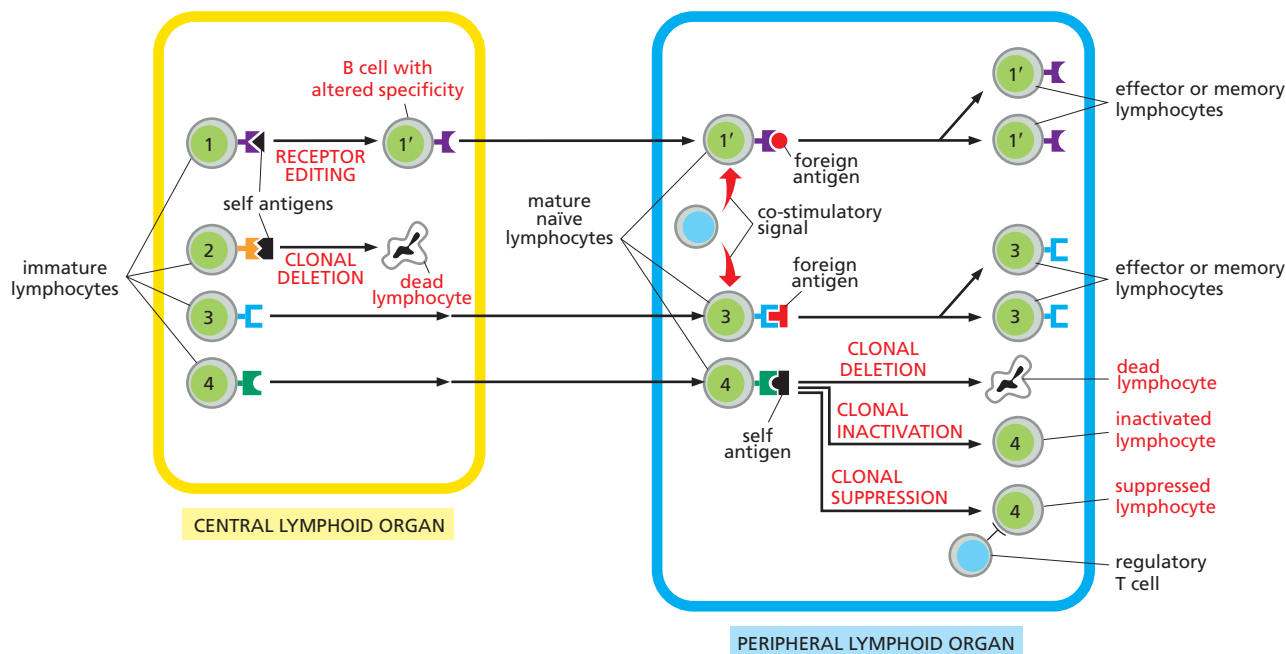 B cell with
altered specificity
1
1′
RECEPTOR
EDITING
self antigens
2
CLONAL
DELETION
dead
lymphocyte
immature
lymphocytes
3
4
CENTRAL LYMPHOID ORGAN
1′
1′
1′
effector or memory
lymphocytes
foreign
antigen
mature
naïve
lymphocytes
co-stimulatory
signal
foreign
antigen
3
3
3
effector or memory
lymphocytes
4
self
antigen
CLONAL
DELETION
dead
lymphocyte
CLONAL
INACTIVATION
4
inactivated
lymphocyte
CLONAL
SUPPRESSION
4
suppressed
lymphocyte
regulatory
T cell
PERIPHERAL LYMPHOID ORGAN